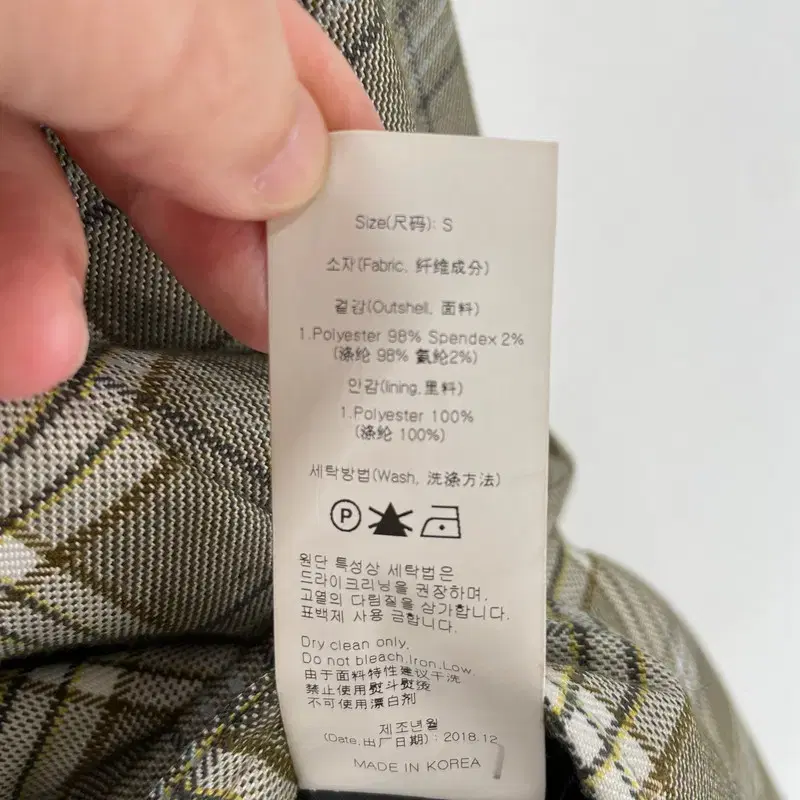 Size(尺码): S
소자(Fabric, 纤维成分)
겉감(Outshell, 面料)
1.Polyester 98% Spendex 2%
(涤纶 98% 氨纶2%)
안감(lining,里料)
1.Polyester 100%
(涤纶 100%)
세탁방법(Wash, 洗涤方法)
P
원단 특성상 세탁법은
드라이크리닝을 권장하며,
고열의 다림질을 삼가합니다.
표백제 사용 금합니다.
Dry clean only.
Do not bleach.Iron.Low
由于面料特性建议干洗
禁止使用熨斗熨烫
不可使用漂白剂
제조년월
(Date,出厂日期) : 2018.12
MADE IN KOREA